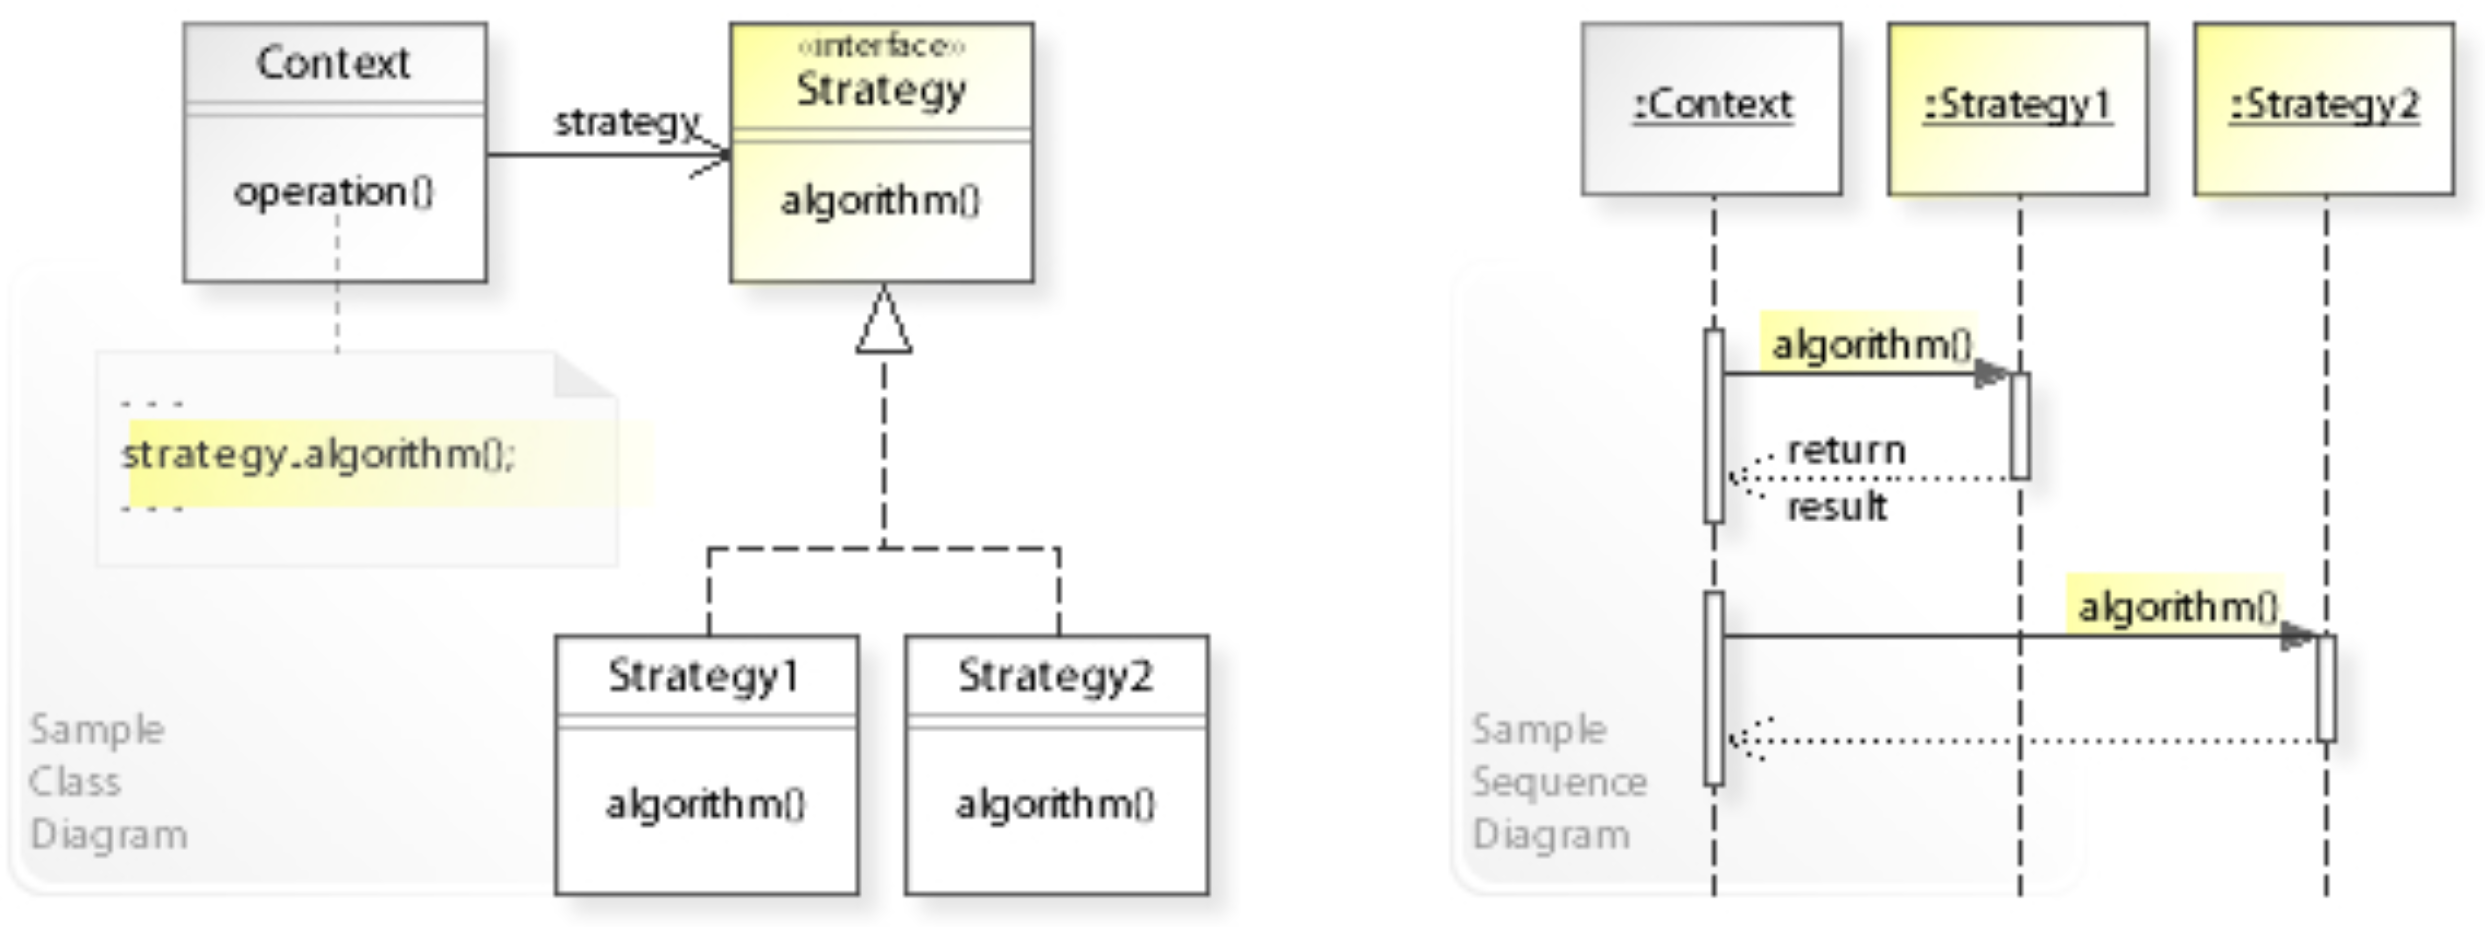 Context
operation()
strategy
«interface»
Strategy
algorithm()
- - -
strategy.algorithm();
- - -
Strategy1
algorithm()
Strategy2
algorithm()
Sample
Class
Diagram
:Context
:Strategy1
:Strategy2
algorithm()
return
result
algorithm()
Sample
Sequence
Diagram